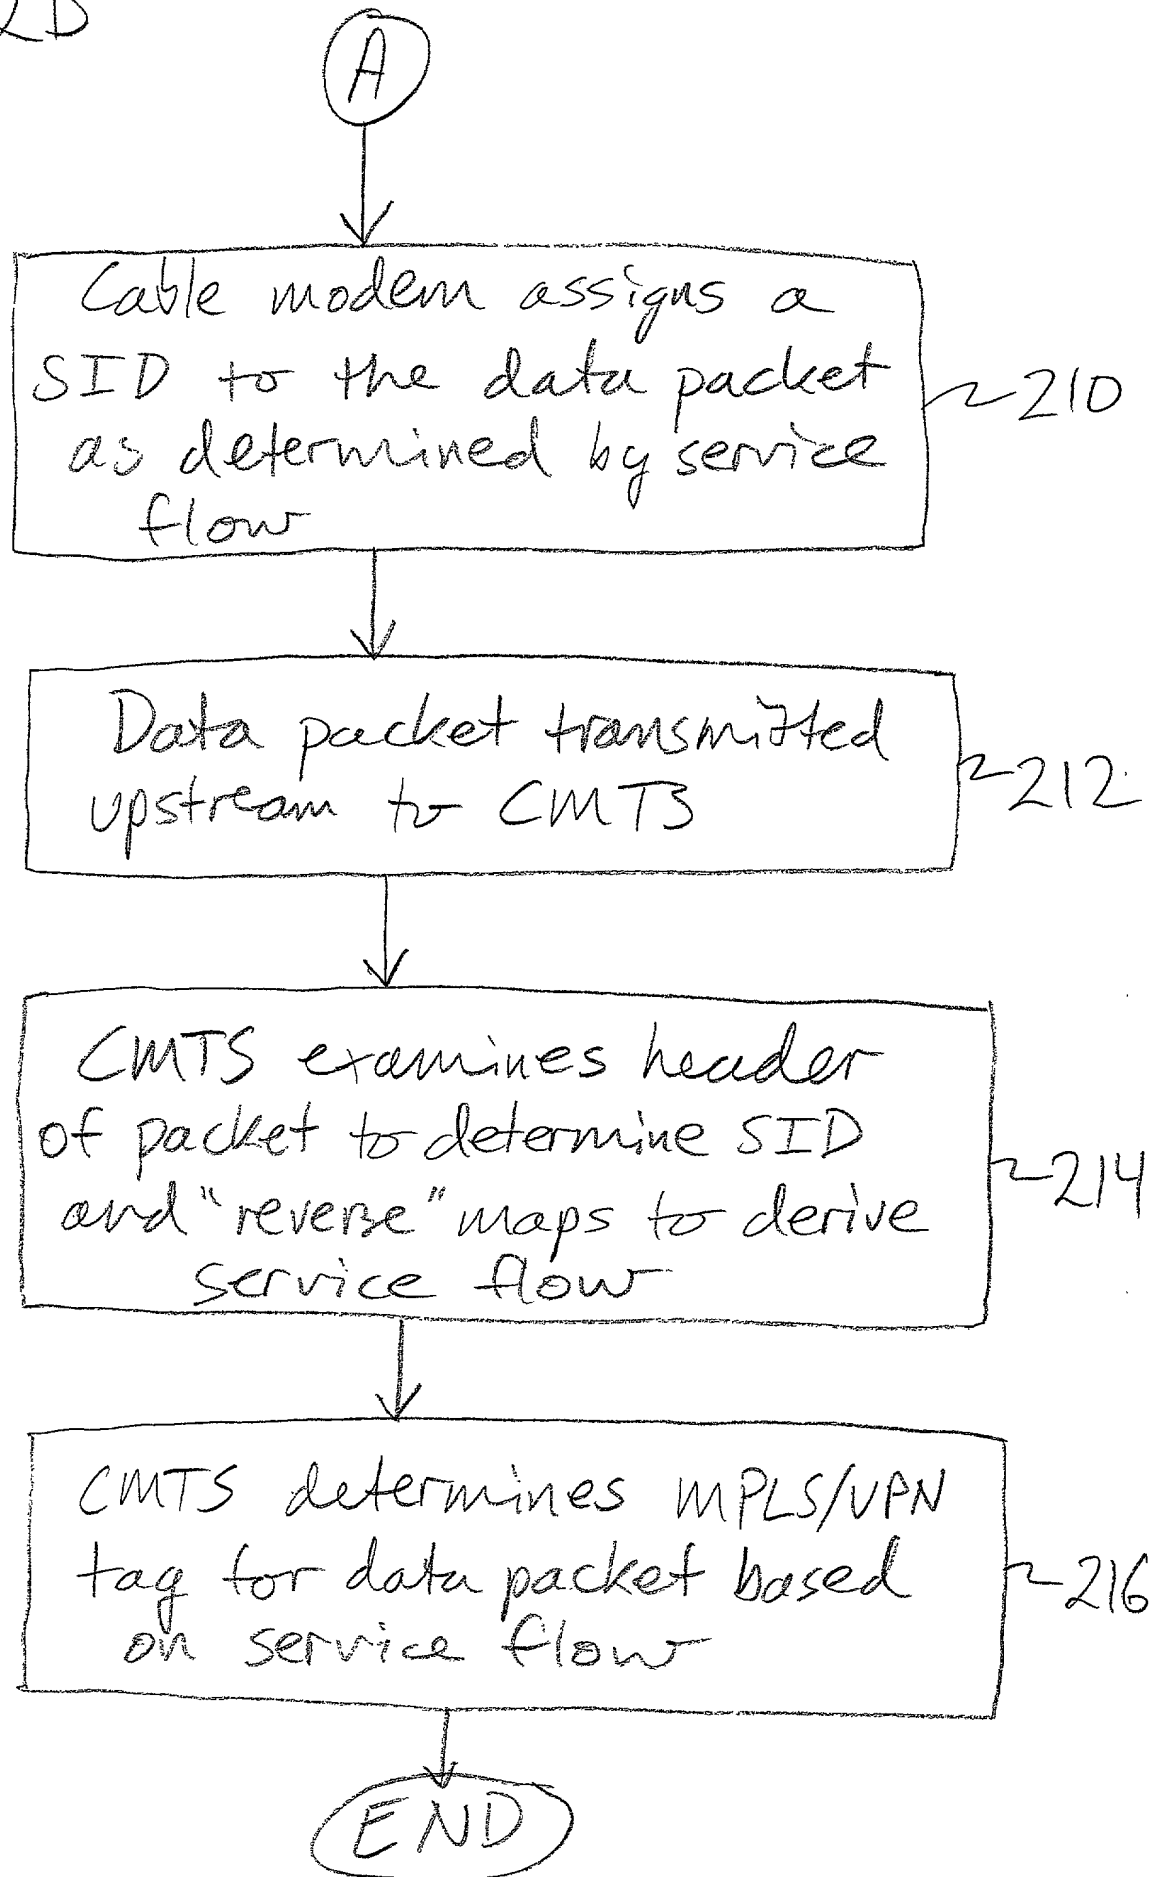 2B
A
Cable modem assigns a
SID to the data packet
as determined by service
flow
210
Data packet transmitted
upstream to CMTS
212
CMTS examines header
of packet to determine SID
and "reverse" maps to derive
service flow
214
CMTS determines MPLS/VPN
tag for data packet based
on service flow
216
END